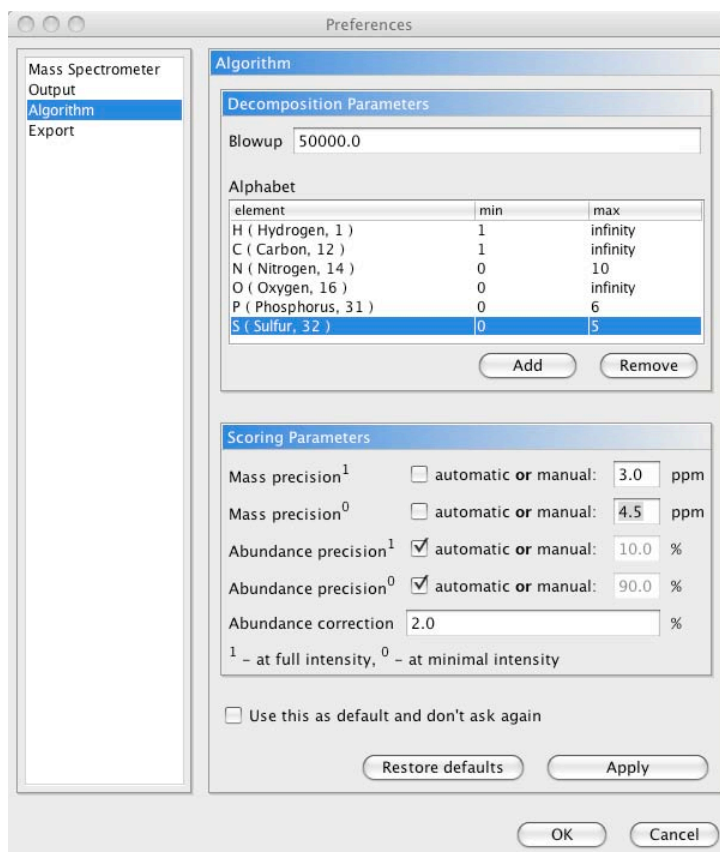 Preferences
Mass Spectrometer
Output
Algorithm
Export
Algorithm
Decomposition Parameters
Blowup 50000.0
Alphabet
element min max
H ( Hydrogen, 1 ) 1 infinity
C ( Carbon, 12 ) 1 infinity
N ( Nitrogen, 14 ) 0 10
O ( Oxygen, 16 ) 0 infinity
P ( Phosphorus, 31 ) 0 6
S ( Sulfur, 32 ) 0 5
Add Remove
Scoring Parameters
Mass precision¹ automatic or manual: 3.0 ppm
Mass precision⁰ automatic or manual: 4.5 ppm
Abundance precision¹ automatic or manual: 10.0 %
Abundance precision⁰ automatic or manual: 90.0 %
Abundance correction 2.0 %
¹ – at full intensity, ⁰ – at minimal intensity
Use this as default and don't ask again
Restore defaults Apply
OK Cancel